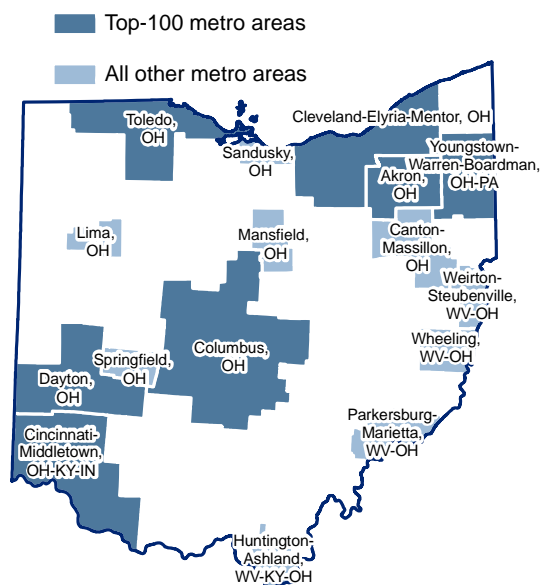 Top-100 metro areas
All other metro areas
Cleveland-Elyria-Mentor, OH
Toledo,
OH
Sandusky,
OH
Youngstown-
Warren-Boardman,
OH-PA
Akron,
OH
Lima,
OH
Mansfield,
OH
Canton-
Massillon,
OH
Weirton-
Steubenville,
WV-OH
Wheeling,
WV-OH
Columbus,
OH
Springfield,
OH
Dayton,
OH
Cincinnati-
Middletown,
OH-KY-IN
Parkersburg-
Marietta,
WV-OH
Huntington-
Ashland,
WV-KY-OH